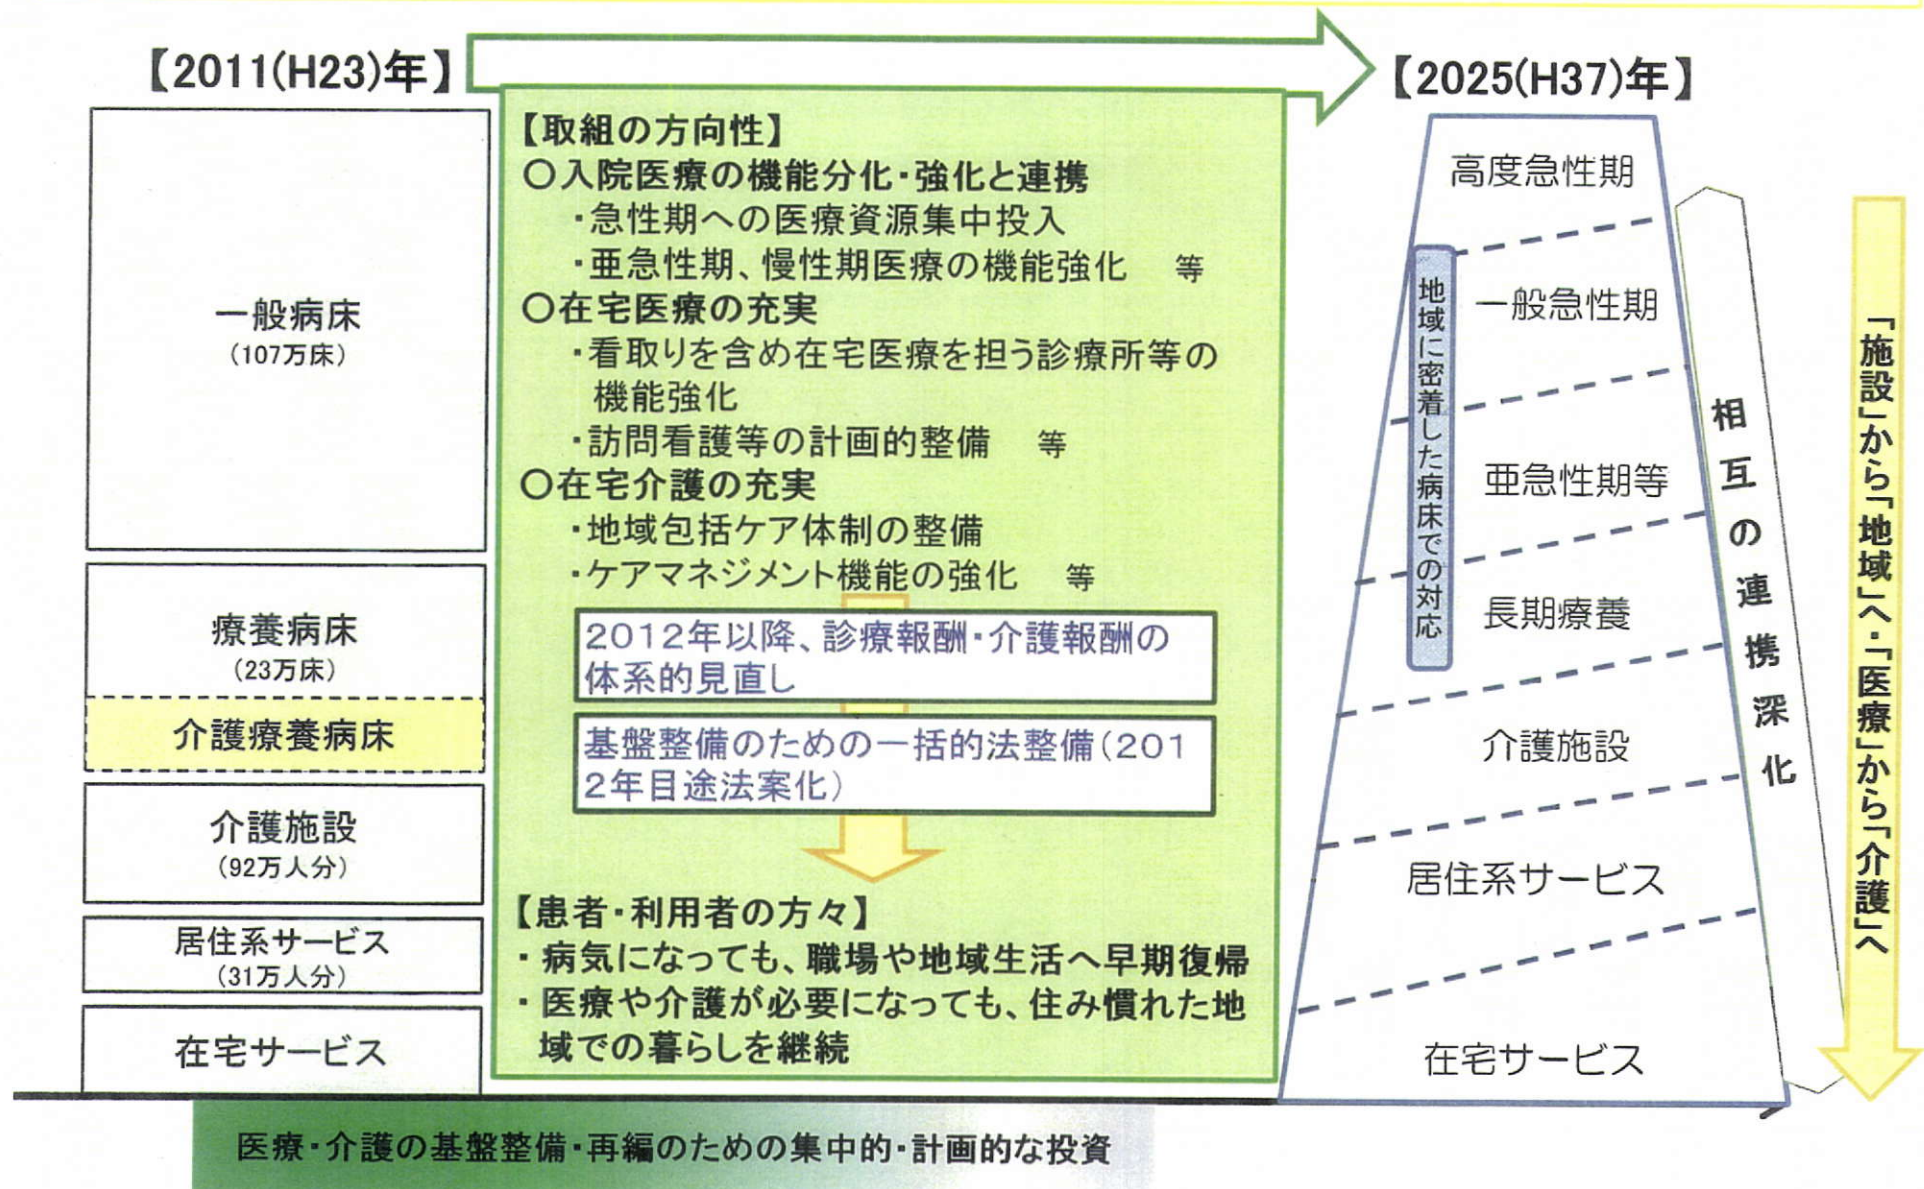 【2011(H23)年】
【2025(H37)年】
一般病床
(107万床)
療養病床
(23万床)
介護療養病床
介護施設
(92万人分)
居住系サービス
(31万人分)
在宅サービス
【取組の方向性】
〇入院医療の機能分化・強化と連携
・急性期への医療資源集中投入
・亜急性期、慢性期医療の機能強化 等
〇在宅医療の充実
・看取りを含め在宅医療を担う診療所等の
機能強化
・訪問看護等の計画的整備 等
〇在宅介護の充実
・地域包括ケア体制の整備
・ケアマネジメント機能の強化 等
2012年以降、診療報酬・介護報酬の
体系的見直し
基盤整備のための一括的法整備(201
2年目途法案化)
【患者・利用者の方々】
・病気になっても、職場や地域生活へ早期復帰
・医療や介護が必要になっても、住み慣れた地
域での暮らしを継続
高度急性期
一般急性期
亜急性期等
長期療養
介護施設
居住系サービス
在宅サービス
地域に密着した病床での対応
相互の連携深化
「施設」から「地域」へ・「医療」から「介護」へ
医療・介護の基盤整備・再編のための集中的・計画的な投資